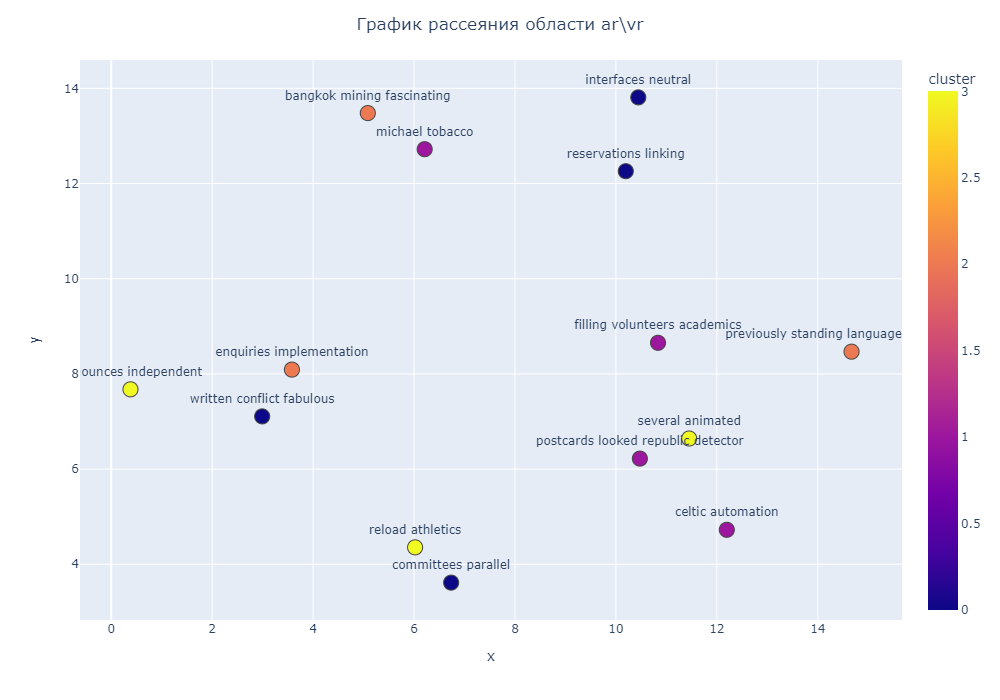 График рассеяния области ar\vr
cluster
interfaces neutral
bangkok mining fascinating
michael tobacco
reservations linking
filling volunteers academics
previously standing language
enquiries implementation
ounces independent
written conflict fabulous
several animated
postcards looked republic detector
celtic automation
reload athletics
committees parallel
14
12
10
8
6
4
y
0
2
4
6
8
10
12
14
x
3
2.5
2
1.5
1
0.5
0